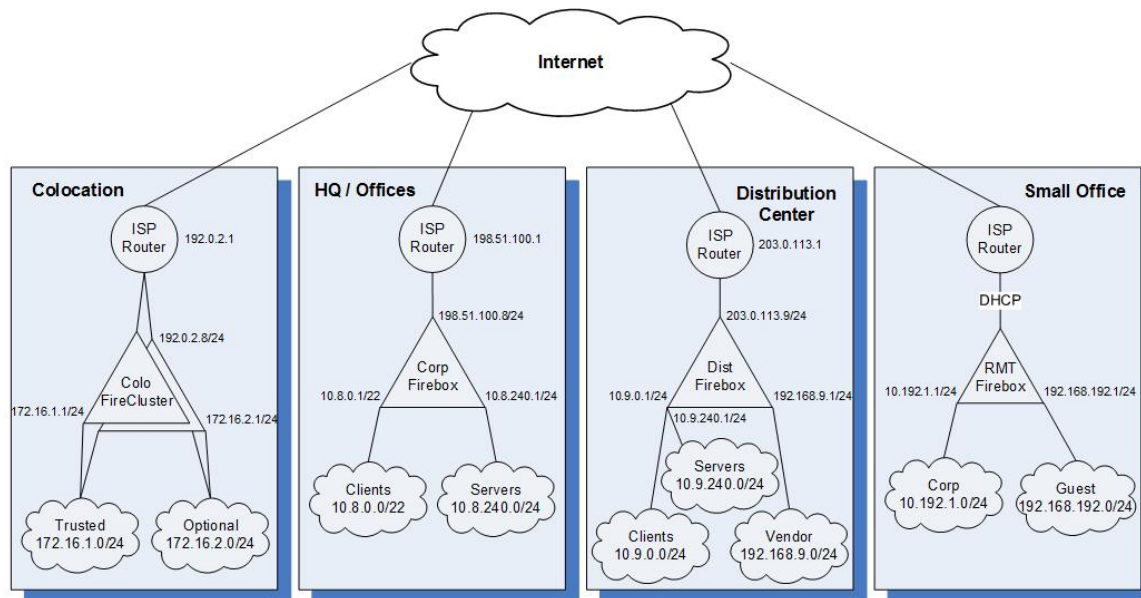 Internet
Colocation
ISP
Router
192.0.2.1
192.0.2.8/24
Colo
FireCluster
172.16.1.1/24
172.16.2.1/24
Trusted
172.16.1.0/24
Optional
172.16.2.0/24
HQ / Offices
ISP
Router
198.51.100.1
198.51.100.8/24
Corp
Firebox
10.8.0.1/22
10.8.240.1/24
Clients
10.8.0.0/22
Servers
10.8.240.0/24
Distribution
Center
ISP
Router
203.0.113.1
203.0.113.9/24
Dist
Firebox
10.9.0.1/24
192.168.9.1/24
10.9.240.1/24
Servers
10.9.240.0/24
Clients
10.9.0.0/24
Vendor
192.168.9.0/24
Small Office
ISP
Router
DHCP
RMT
Firebox
10.192.1.1/24
192.168.192.1/24
Corp
10.192.1.0/24
Guest
192.168.192.0/24